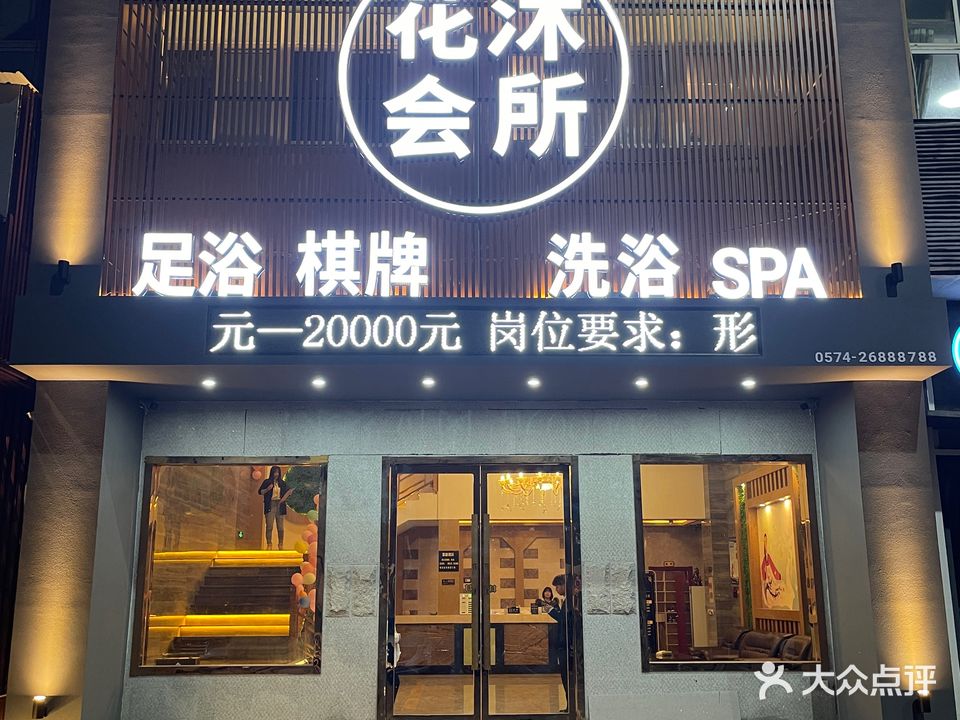 花沐
会所
足浴 棋牌 洗浴 SPA
元—20000元 岗位要求：形
0574-26888788
大众点评